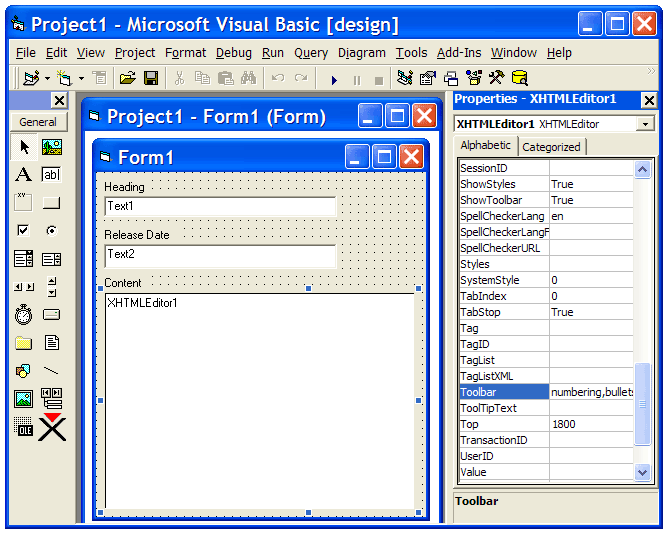 Project1 - Microsoft Visual Basic [design]
File Edit View Project Format Debug Run Query Diagram Tools Add-Ins Window Help
General
A
ab
xy
OLE
Project1 - Form1 (Form)
Form1
Heading
Text1
Release Date
Text2
Content
XHTMLEditor1
Properties - XHTMLEditor1
XHTMLEditor1 XHTMLEditor
Alphabetic Categorized
SessionID
ShowStyles True
ShowToolbar True
SpellCheckerLang en
SpellCheckerLangF
SpellCheckerURL
Styles
SystemStyle 0
TabIndex 0
TabStop True
Tag
TagID
TagList
TagListXML
Toolbar numbering,bullets
ToolTipText
Top 1800
TransactionID
UserID
Value
Toolbar